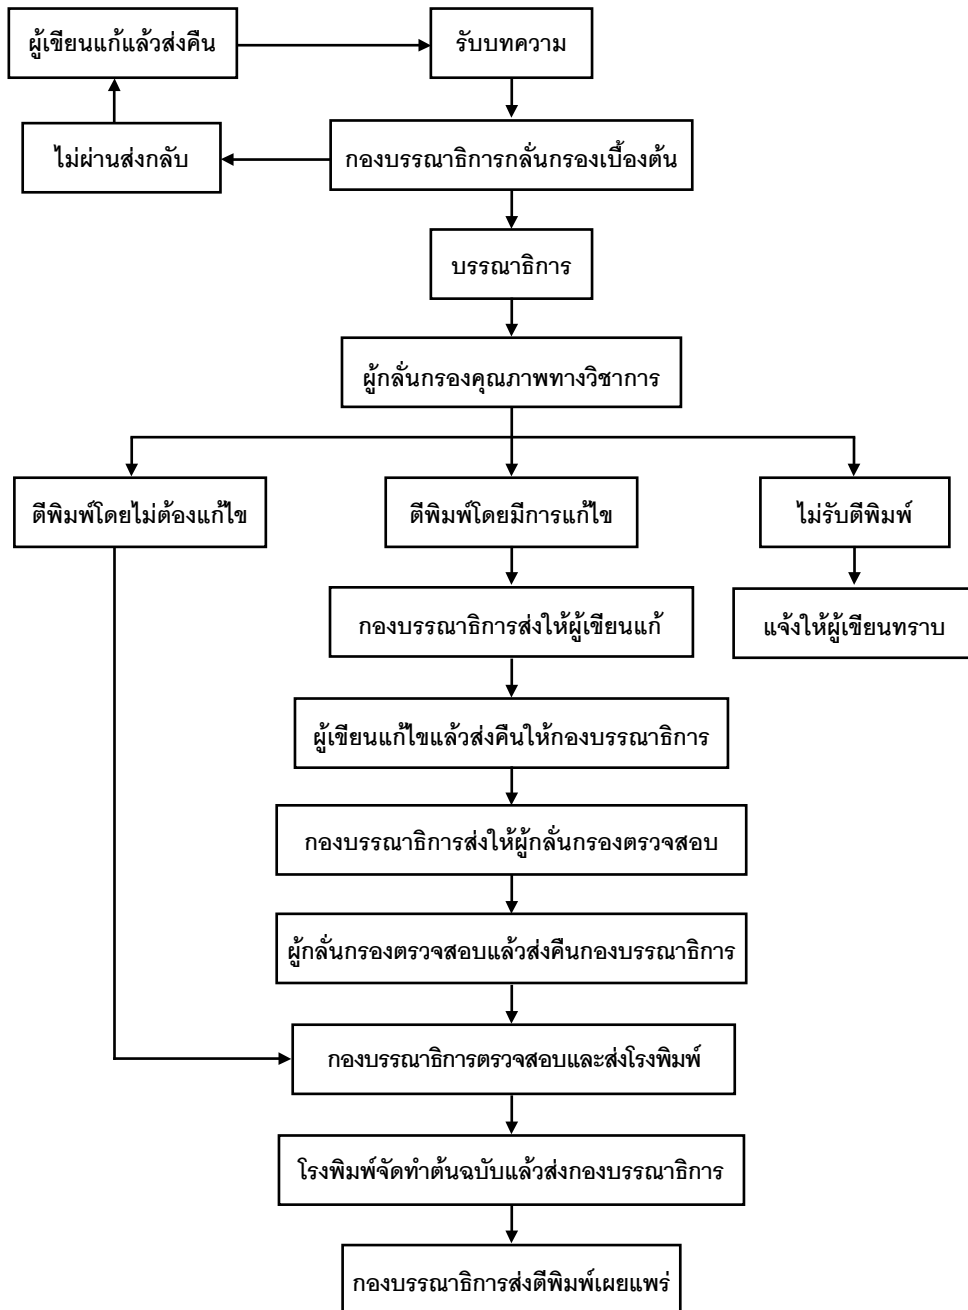 ผู้เขียนแก้แล้วส่งคืน
รับบทความ
ไม่ผ่านส่งกลับ
กองบรรณาธิการกลั่นกรองเบื้องต้น
บรรณาธิการ
ผู้กลั่นกรองคุณภาพทางวิชาการ
ตีพิมพ์โดยไม่ต้องแก้ไข
ตีพิมพ์โดยมีการแก้ไข
ไม่รับตีพิมพ์
กองบรรณาธิการส่งให้ผู้เขียนแก้
แจ้งให้ผู้เขียนทราบ
ผู้เขียนแก้ไขแล้วส่งคืนให้กองบรรณาธิการ
กองบรรณาธิการส่งให้ผู้กลั่นกรองตรวจสอบ
ผู้กลั่นกรองตรวจสอบแล้วส่งคืนกองบรรณาธิการ
กองบรรณาธิการตรวจสอบและส่งโรงพิมพ์
โรงพิมพ์จัดทำต้นฉบับแล้วส่งกองบรรณาธิการ
กองบรรณาธิการส่งตีพิมพ์เผยแพร่